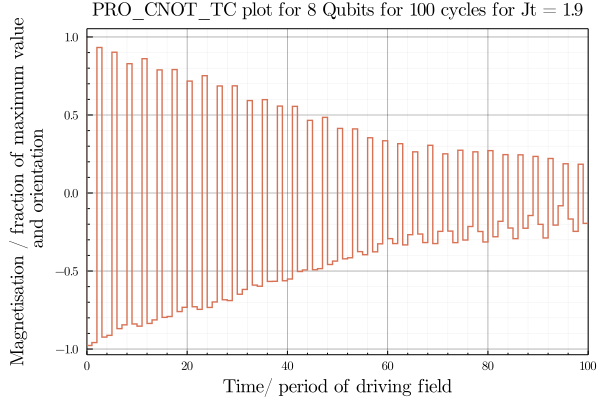 PRO_CNOT_TC plot for 8 Qubits for 100 cycles for Jt = 1.9
Magnetisation / fraction of maximum value
and orientation
1.0
0.5
0.0
−0.5
−1.0
0 20 40 60 80 100
Time/ period of driving field